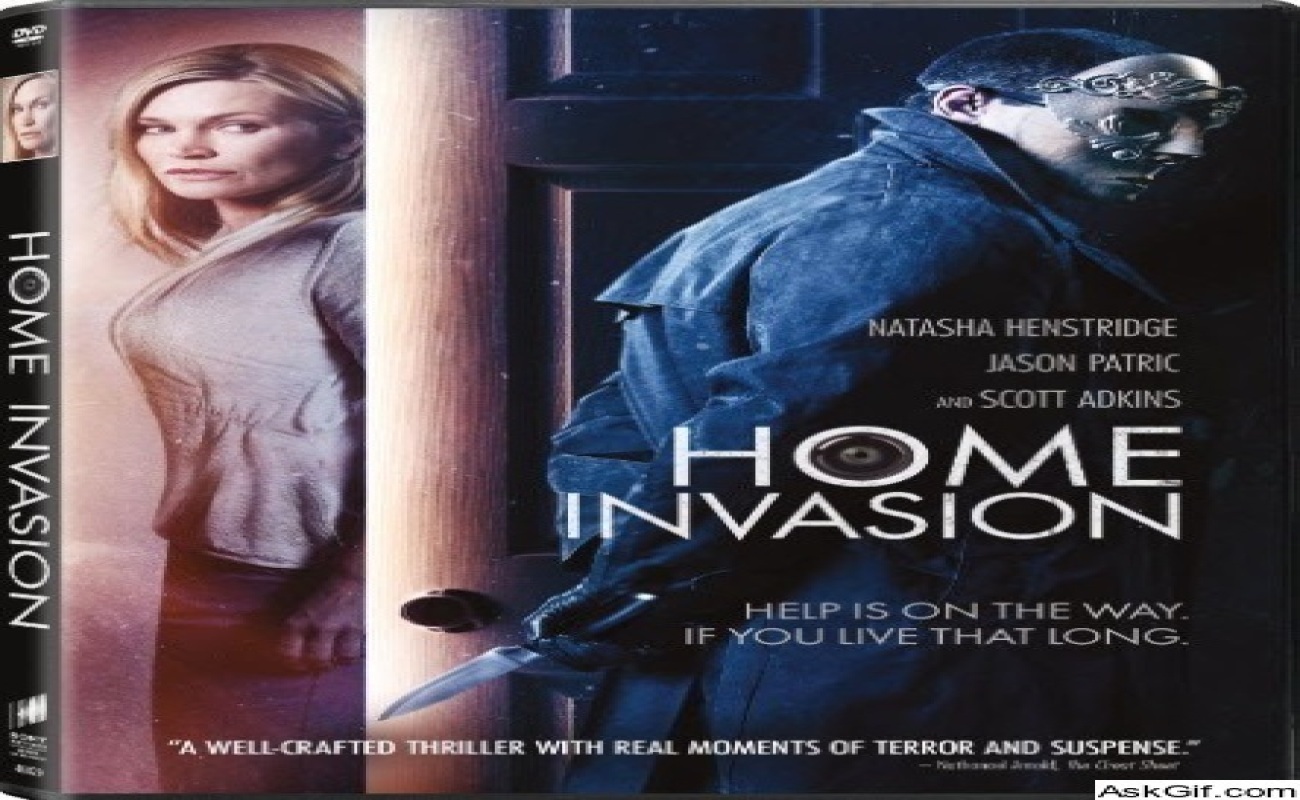 DVD
HOME INVASION
NATASHA HENSTRIDGE
JASON PATRIC
AND SCOTT ADKINS
HOME
INVASION
HELP IS ON THE WAY.
IF YOU LIVE THAT LONG.
"A WELL-CRAFTED THRILLER WITH REAL MOMENTS OF TERROR AND SUSPENSE."
SONY
AskGif.com